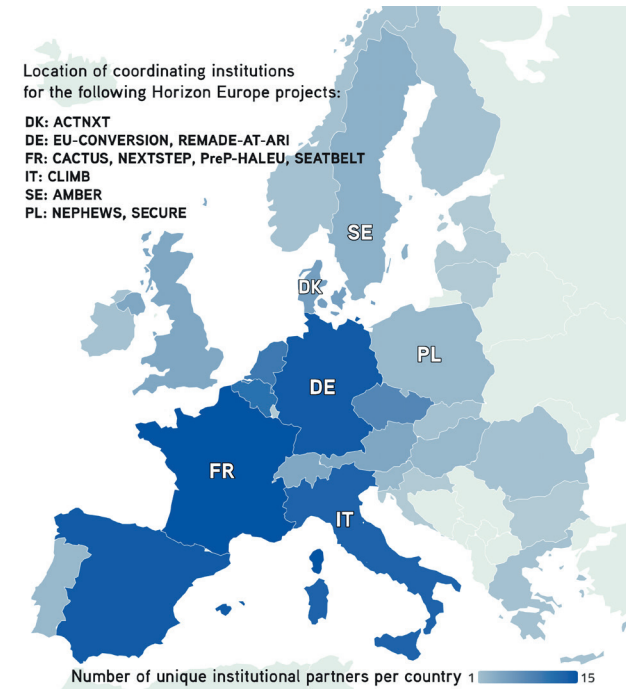 Location of coordinating institutions
for the following Horizon Europe projects:
DK: ACTNXT
DE: EU-CONVERSION, REMADE-AT-ARI
FR: CACTUS, NEXTSTEP, PreP-HALEU, SEATBELT
IT: CLIMB
SE: AMBER
PL: NEPHEWS, SECURE
SE
DK
PL
DE
FR
IT
Number of unique institutional partners per country 1 15